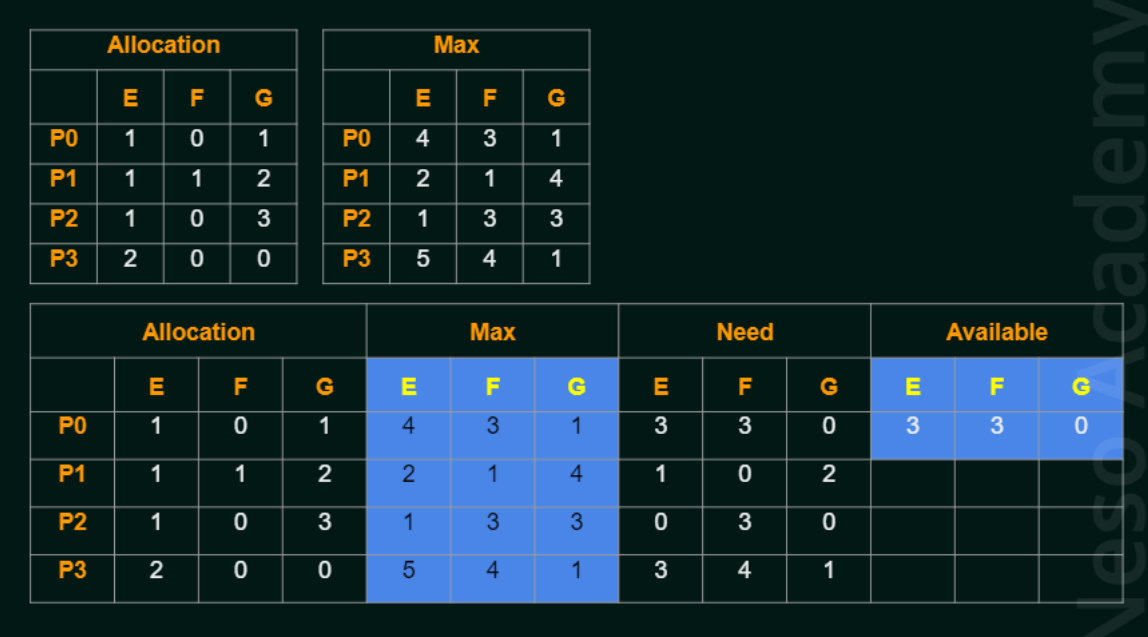 Allocation Max
E F G E F G
P0 1 0 1 P0 4 3 1
P1 1 1 2 P1 2 1 4
P2 1 0 3 P2 1 3 3
P3 2 0 0 P3 5 4 1
Allocation Max Need Available
E F G E F G E F G E F G
P0 1 0 1 4 3 1 3 3 0 3 3 0
P1 1 1 2 2 1 4 1 0 2
P2 1 0 3 1 3 3 0 3 0
P3 2 0 0 5 4 1 3 4 1
Neso Academy